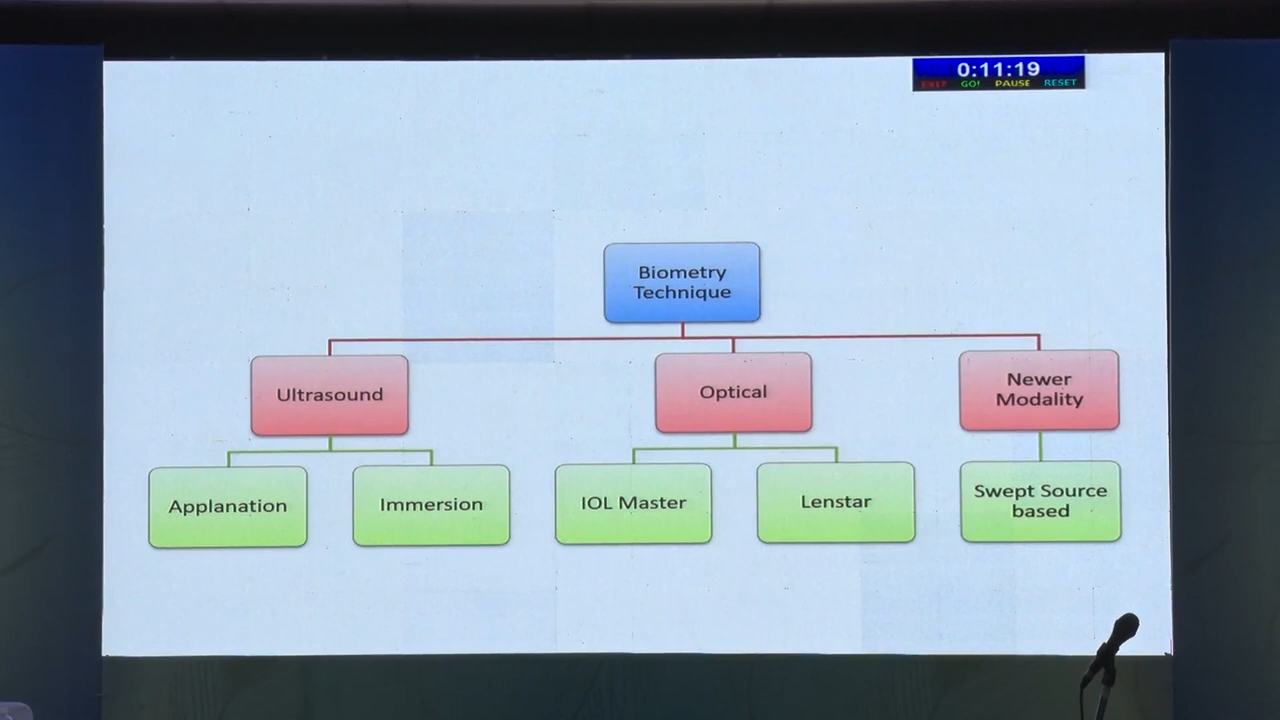 0:11:19
EXIT GO! PAUSE RESET
Biometry
Technique
Ultrasound
Optical
Newer
Modality
Applanation
Immersion
IOL Master
Lenstar
Swept Source
based